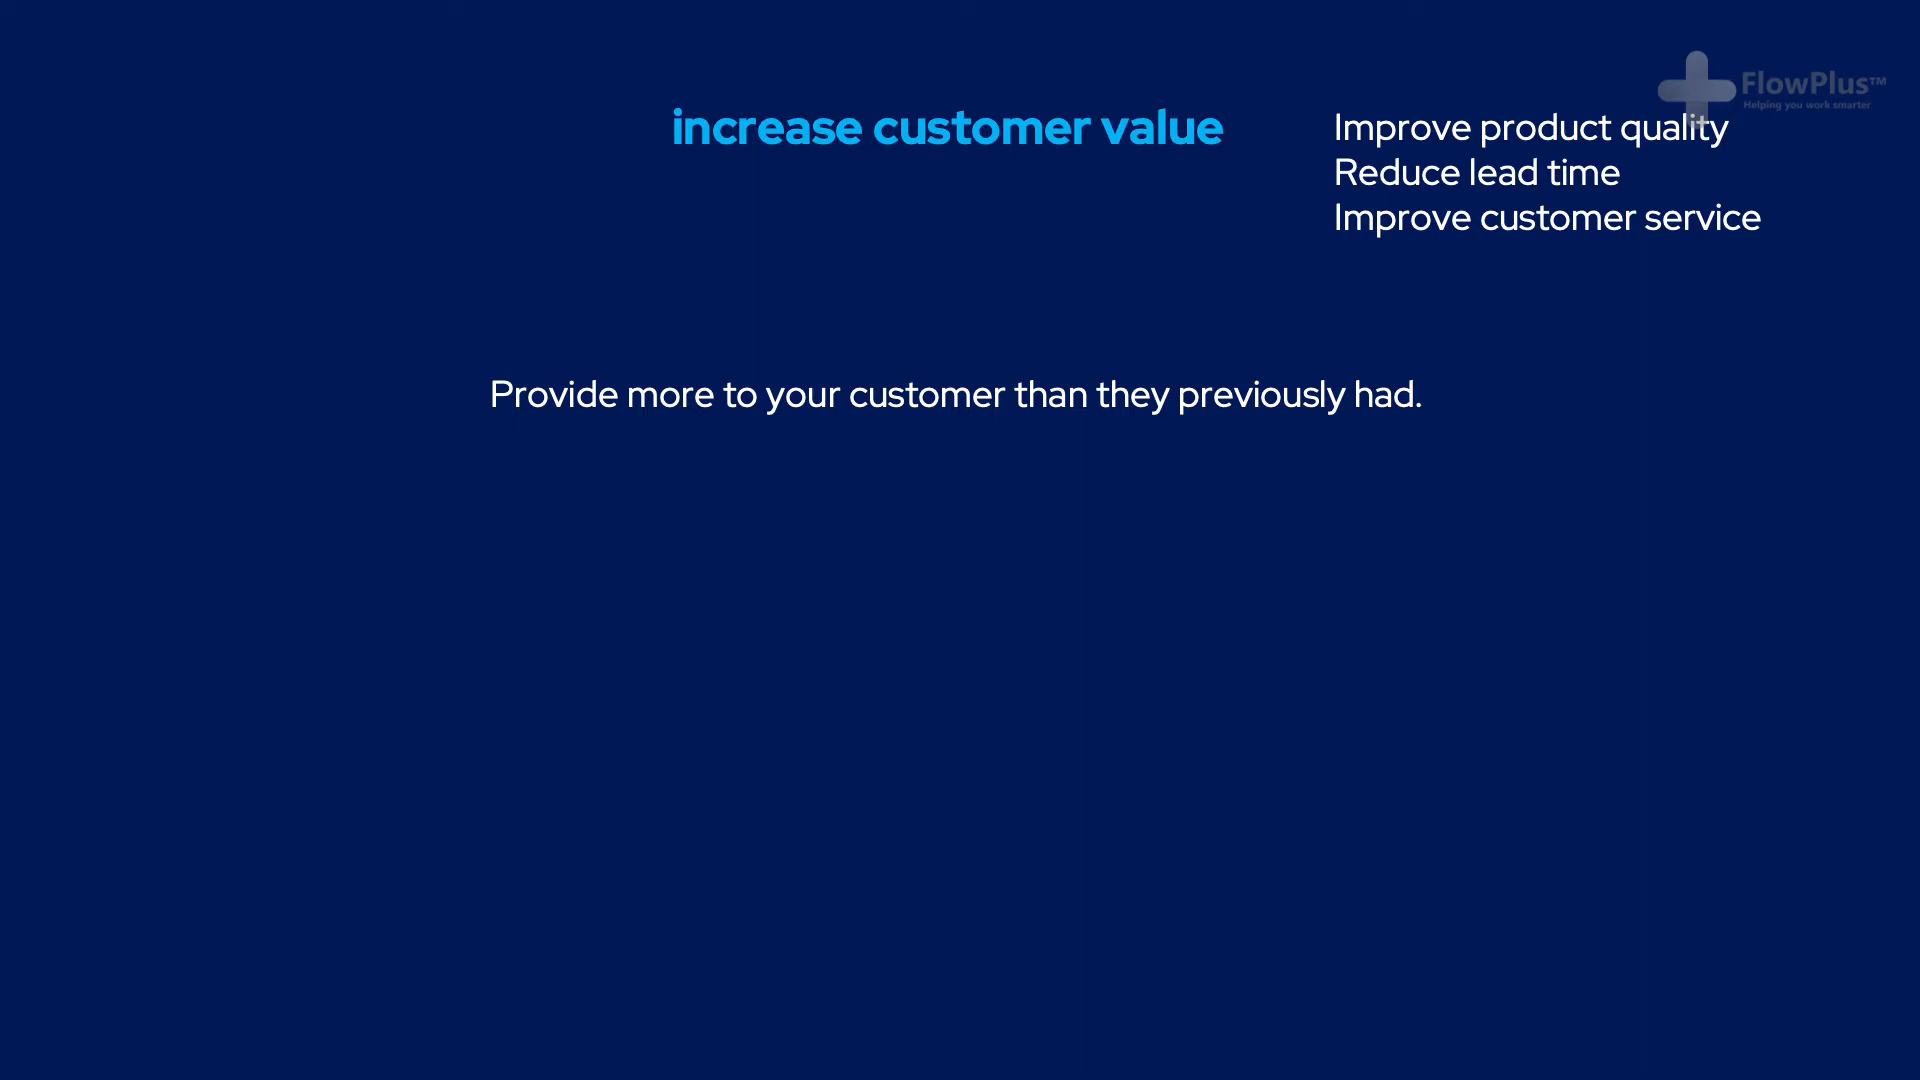 FlowPlus™
Helping you work smarter
increase customer value
Improve product quality
Reduce lead time
Improve customer service
Provide more to your customer than they previously had.